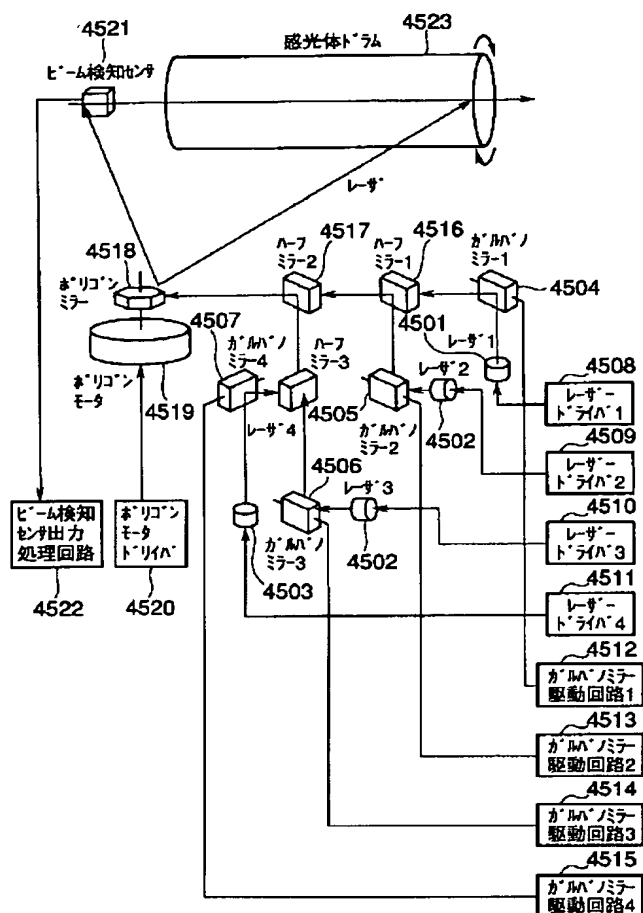 4521
4523
感光体ﾄﾞﾗﾑ
ﾋﾞｰﾑ検知ｾﾝｻ
ﾚｰｻﾞ
4518
ﾎﾟﾘｺﾞﾝ
ﾐﾗｰ
ﾊｰﾌ
ﾐﾗｰ2
4517
ﾊｰﾌ
ﾐﾗｰ1
4516
ｶﾞﾙﾊﾞﾉ
ﾐﾗｰ1
4504
4507
ｶﾞﾙﾊﾞﾉ
ﾐﾗｰ4
ﾊｰﾌ
ﾐﾗｰ3
4501
ﾚｰｻﾞ1
ﾚｰｻﾞ2
4508
ﾚｰｻﾞｰ
ﾄﾞﾗｲﾊﾞ1
ﾎﾟﾘｺﾞﾝ
ﾓｰﾀ
4519
ﾚｰｻﾞ4
4505
ｶﾞﾙﾊﾞﾉ
ﾐﾗｰ2
4502
4509
ﾚｰｻﾞｰ
ﾄﾞﾗｲﾊﾞ2
4506
ﾚｰｻﾞ3
4510
ﾚｰｻﾞｰ
ﾄﾞﾗｲﾊﾞ3
ﾋﾞｰﾑ検知
ｾﾝｻ出力
処理回路
4522
ﾎﾟﾘｺﾞﾝ
ﾓｰﾀ
ﾄﾞﾘｲﾊﾞ
4520
4503
ｶﾞﾙﾊﾞﾉ
ﾐﾗｰ3
4502
4511
ﾚｰｻﾞｰ
ﾄﾞﾗｲﾊﾞ4
4512
ｶﾞﾙﾊﾞﾉﾐﾗｰ
駆動回路1
4513
ｶﾞﾙﾊﾞﾉﾐﾗｰ
駆動回路2
4514
ｶﾞﾙﾊﾞﾉﾐﾗｰ
駆動回路3
4515
ｶﾞﾙﾊﾞﾉﾐﾗｰ
駆動回路4